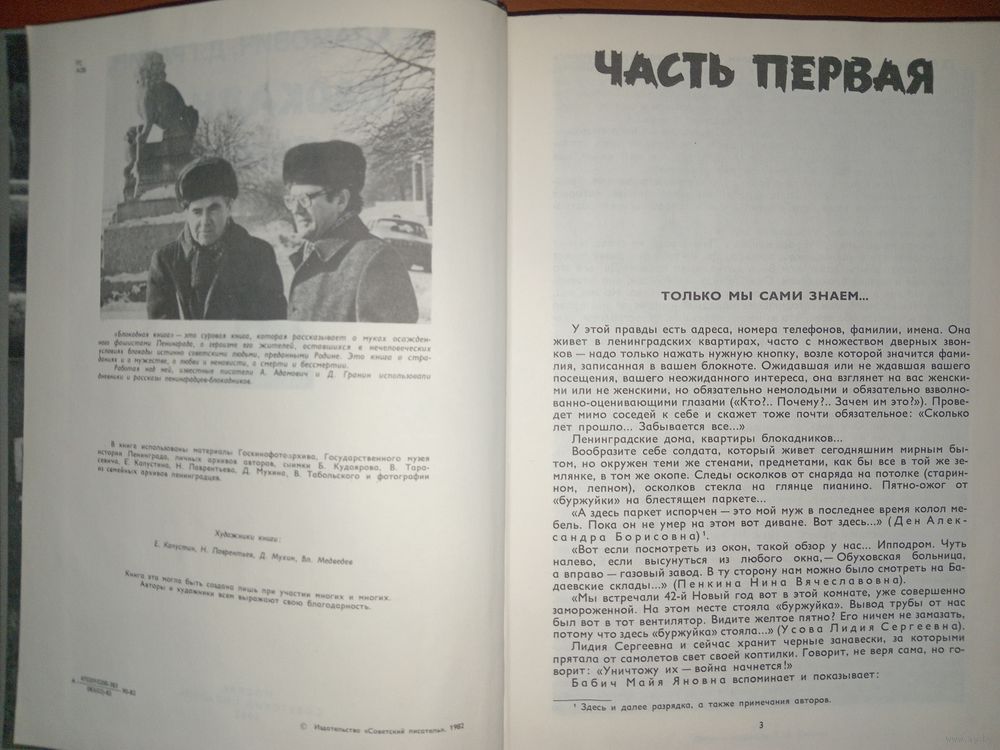 «Блокадная книга» — это суровая книга, которая рассказывает о муках осажден-
ного фашистами Ленинграда, о героизме его жителей, оставшихся в нечеловеческих
условиях блокады истинно советскими людьми, преданными Родине. Это книга о стра-
даниях и о мужестве, о любви и ненависти, о смерти и бессмертии.
Работая над ней, известные писатели А. Адамович и Д. Гранин использовали
дневники и рассказы ленинградцев-блокадников.
В книге использованы материалы Госкинофотоархива, Государственного музея
истории Ленинграда, личных архивов авторов, снимки Б. Кудоярова, В. Тара-
севича, Е. Капустина, Н. Лаврентьева, Д. Мухина, В. Табольского и фотографии
из семейных архивов ленинградцев.
Художники книги:
Е. Капустин, Н. Лаврентьев, Д. Мухин, Вл. Медведев
Книга эта могла быть создана лишь при участии многих и многих.
Авторы и художники всем выражают свою благодарность.
© Издательство «Советский писатель», 1982
ЧАСТЬ ПЕРВАЯ
ТОЛЬКО МЫ САМИ ЗНАЕМ...
У этой правды есть адреса, номера телефонов, фамилии, имена. Она
живет в ленинградских квартирах, часто с множеством дверных звон-
ков — надо только нажать нужную кнопку, возле которой значится фами-
лия, записанная в вашем блокноте. Ожидавшая или не ждавшая вашего
посещения, вашего неожиданного интереса, она взглянет на вас женски-
ми или не женскими, но обязательно немолодыми и обязательно взволно-
ванно-оценивающими глазами («Кто?.. Почему?.. Зачем им это?»). Прове-
дет мимо соседей к себе и скажет тоже почти обязательное: «Сколько
лет прошло... Забывается все...»
Ленинградские дома, квартиры блокадников...
Вообразите себе солдата, который живет сегодняшним мирным бы-
том, но окружен теми же стенами, предметами, как бы все в той же зем-
лянке, в том же окопе. Следы осколков от снаряда на потолке (старин-
ном, лепном), осколков стекла на глянце пианино. Пятно-ожог от
«буржуйки» на блестящем паркете...
«А здесь паркет испорчен — это мой муж в последнее время колол ме-
бель. Пока он не умер на этом вот диване. Вот здесь...» (Ден Алек-
сандра Борисовна)¹.
«Вот если посмотреть из окон, такой обзор у нас... Ипподром. Чуть
налево, если высунуться из любого окна, — Обуховская больница,
а вправо — газовый завод. В ту сторону нам можно было смотреть на Ба-
даевские склады...» (Пенкина Нина Вячеславовна).
«Мы встречали 42-й Новый год вот в этой комнате, уже совершенно
замороженной. На этом месте стояла «буржуйка». Вывод трубы от нас
был вот в тот вентилятор. Видите желтое пятно? Его ничем не замазать,
потому что здесь «буржуйка» стояла...» (Усова Лидия Сергеевна).
Лидия Сергеевна и сейчас хранит черные занавески, за которыми
прятала от самолетов свет своей коптилки. Говорит, не веря сама, но го-
ворит: «Уничтожу их — война начнется!»
Бабич Майя Яновна вспоминает и показывает:
¹ Здесь и далее разрядка, а также примечания авторов.
3